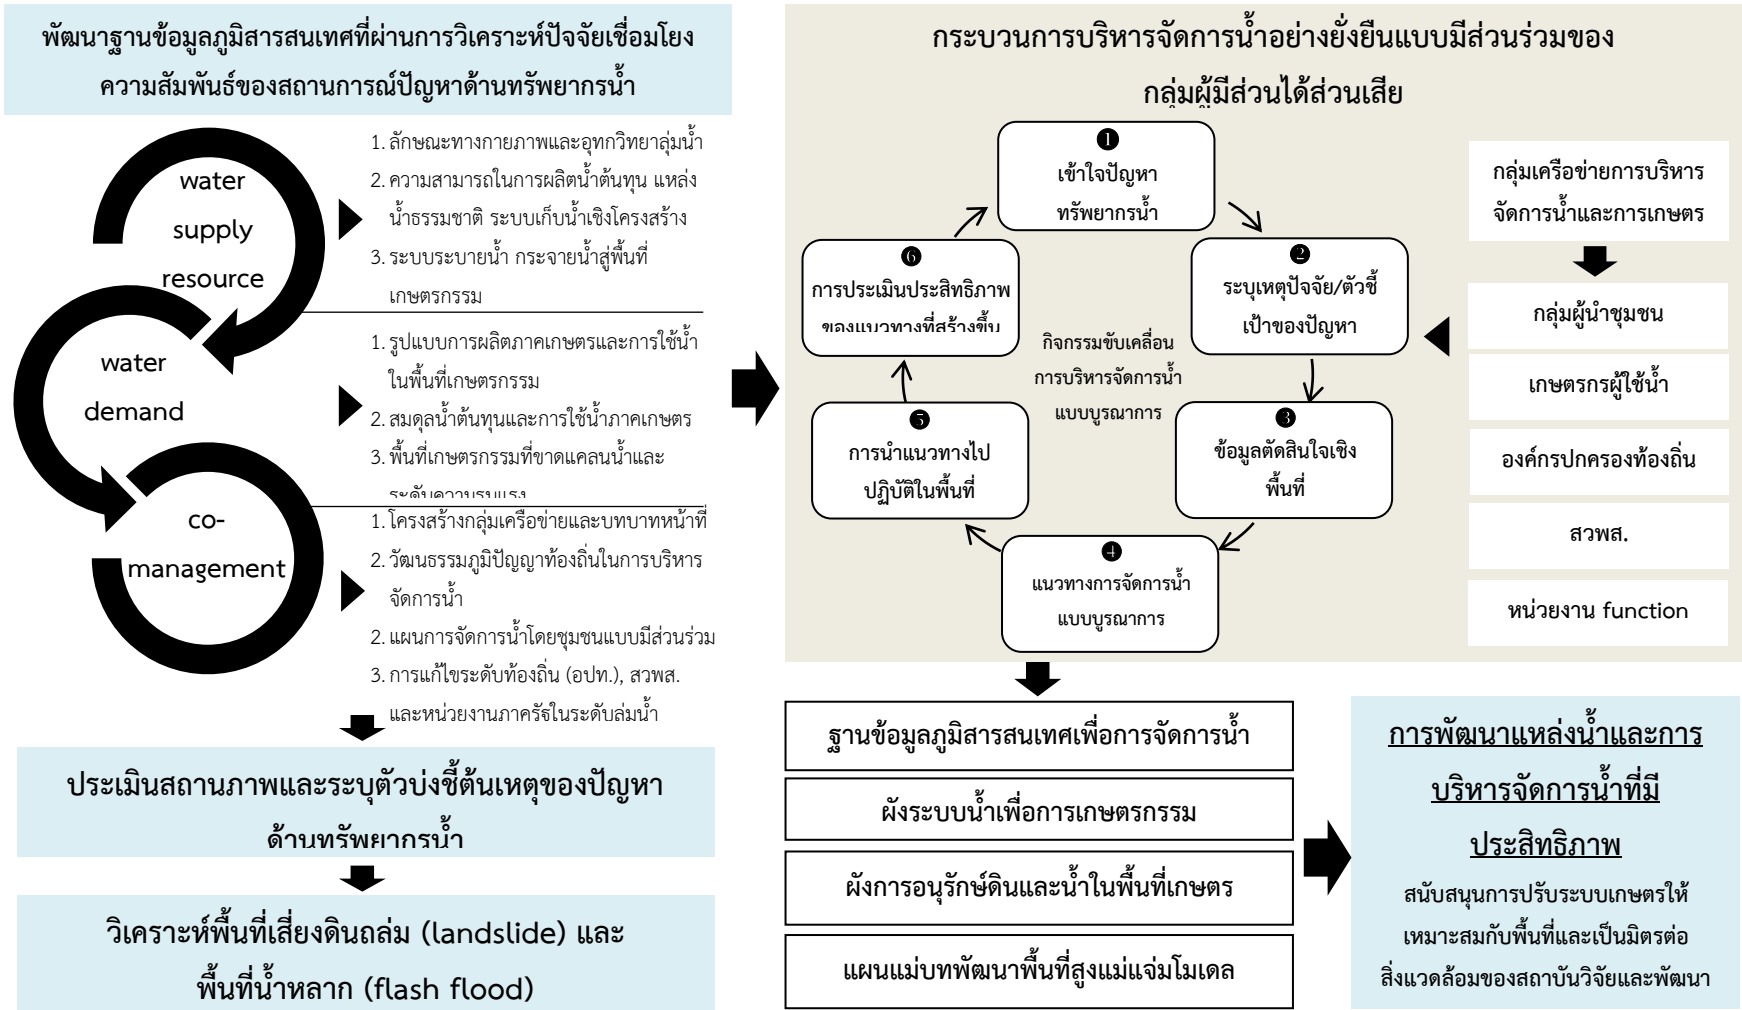 พัฒนาฐานข้อมูลภูมิสารสนเทศที่ผ่านการวิเคราะห์ปัจจัยเชื่อมโยง
ความสัมพันธ์ของสถานการณ์ปัญหาด้านทรัพยากรน้ำ
water
supply
resource
1. ลักษณะทางกายภาพและอุทกวิทยาลุ่มน้ำ
2. ความสามารถในการผลิตน้ำต้นทุน แหล่ง
น้ำธรรมชาติ ระบบเก็บน้ำเชิงโครงสร้าง
3. ระบบระบายน้ำ กระจายน้ำสู่พื้นที่
เกษตรกรรม
water
demand
1. รูปแบบการผลิตภาคเกษตรและการใช้น้ำ
ในพื้นที่เกษตรกรรม
2. สมดุลน้ำต้นทุนและการใช้น้ำภาคเกษตร
3. พื้นที่เกษตรกรรมที่ขาดแคลนน้ำและ
ระดับความรุนแรง
co-
management
1. โครงสร้างกลุ่มเครือข่ายและบทบาทหน้าที่
2. วัฒนธรรมภูมิปัญญาท้องถิ่นในการบริหาร
จัดการน้ำ
2. แผนการจัดการน้ำโดยชุมชนแบบมีส่วนร่วม
3. การแก้ไขระดับท้องถิ่น (อปท.), สวพส.
และหน่วยงานภาครัฐในระดับลุ่มน้ำ
ประเมินสถานภาพและระบุตัวบ่งชี้ต้นเหตุของปัญหา
ด้านทรัพยากรน้ำ
วิเคราะห์พื้นที่เสี่ยงดินถล่ม (landslide) และ
พื้นที่น้ำหลาก (flash flood)
กระบวนการบริหารจัดการน้ำอย่างยั่งยืนแบบมีส่วนร่วมของ
กลุ่มผู้มีส่วนได้ส่วนเสีย
❶
เข้าใจปัญหา
ทรัพยากรน้ำ
❷
ระบุเหตุปัจจัย/ตัวชี้
เป้าของปัญหา
❸
ข้อมูลตัดสินใจเชิง
พื้นที่
❹
แนวทางการจัดการน้ำ
แบบบูรณาการ
❺
การนำแนวทางไป
ปฏิบัติในพื้นที่
❻
การประเมินประสิทธิภาพ
ของแนวทางที่สร้างขึ้น
กิจกรรมขับเคลื่อน
การบริหารจัดการน้ำ
แบบบูรณาการ
กลุ่มเครือข่ายการบริหาร
จัดการน้ำและการเกษตร
กลุ่มผู้นำชุมชน
เกษตรกรผู้ใช้น้ำ
องค์กรปกครองท้องถิ่น
สวพส.
หน่วยงาน function
ฐานข้อมูลภูมิสารสนเทศเพื่อการจัดการน้ำ
ผังระบบน้ำเพื่อการเกษตรกรรม
ผังการอนุรักษ์ดินและน้ำในพื้นที่เกษตร
แผนแม่บทพัฒนาพื้นที่สูงแม่แจ่มโมเดล
การพัฒนาแหล่งน้ำและการ
บริหารจัดการน้ำที่มี
ประสิทธิภาพ
สนับสนุนการปรับระบบเกษตรให้
เหมาะสมกับพื้นที่และเป็นมิตรต่อ
สิ่งแวดล้อมของสถาบันวิจัยและพัฒนา